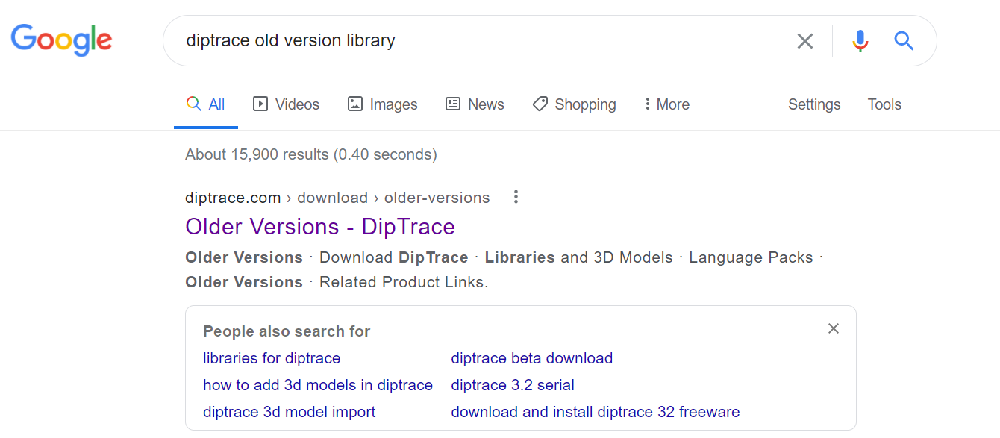 Google
diptrace old version library
All Videos Images News Shopping More Settings Tools
About 15,900 results (0.40 seconds)
diptrace.com › download › older-versions
Older Versions - DipTrace
Older Versions · Download DipTrace · Libraries and 3D Models · Language Packs ·
Older Versions · Related Product Links.
People also search for
libraries for diptrace diptrace beta download
how to add 3d models in diptrace diptrace 3.2 serial
diptrace 3d model import download and install diptrace 32 freeware